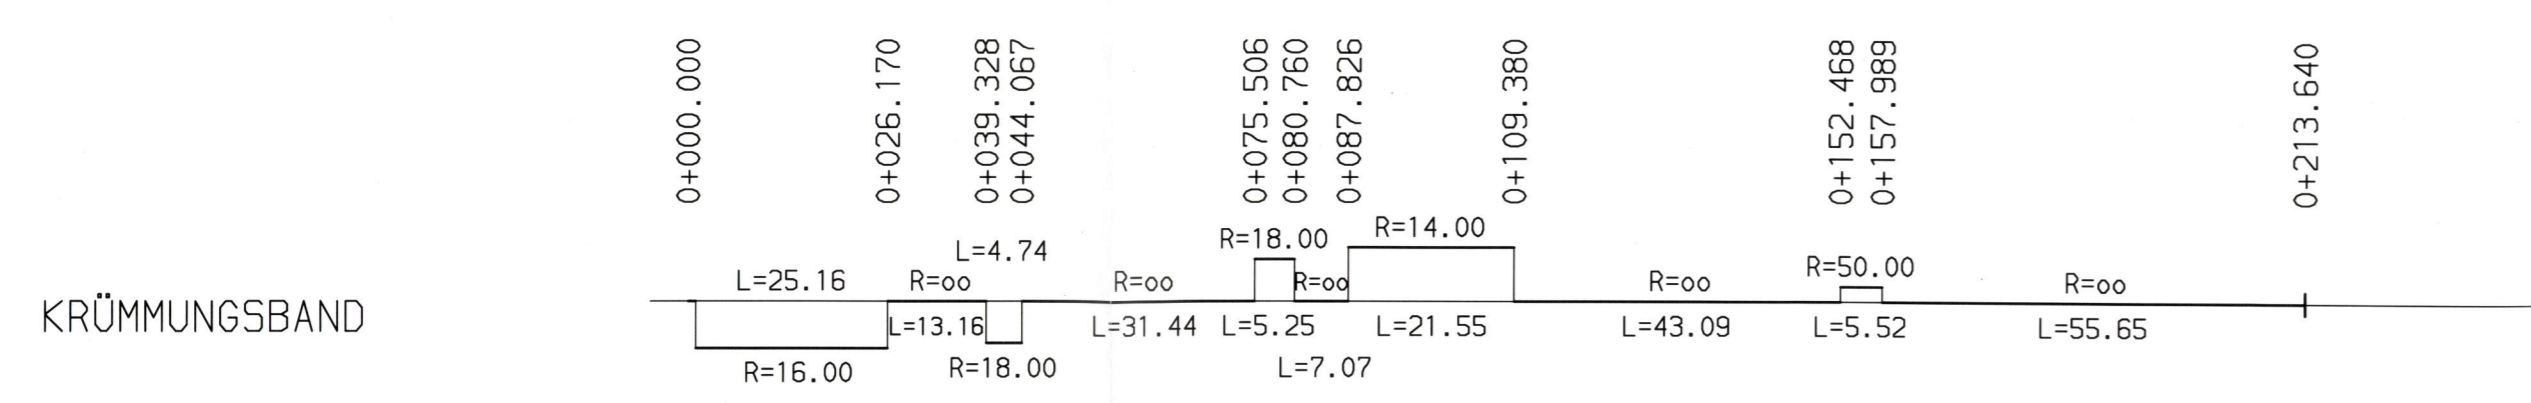 0+000.000
0+026.170
0+039.328
0+044.067
0+075.506
0+080.760
0+087.826
0+109.380
0+152.468
0+157.989
0+213.640
KRÜMMUNGSBAND
L=25.16
R=16.00
R=oo
L=13.16
L=4.74
R=18.00
R=oo
L=31.44
R=18.00
L=5.25
R=oo
L=7.07
R=14.00
L=21.55
R=oo
L=43.09
R=50.00
L=5.52
R=oo
L=55.65